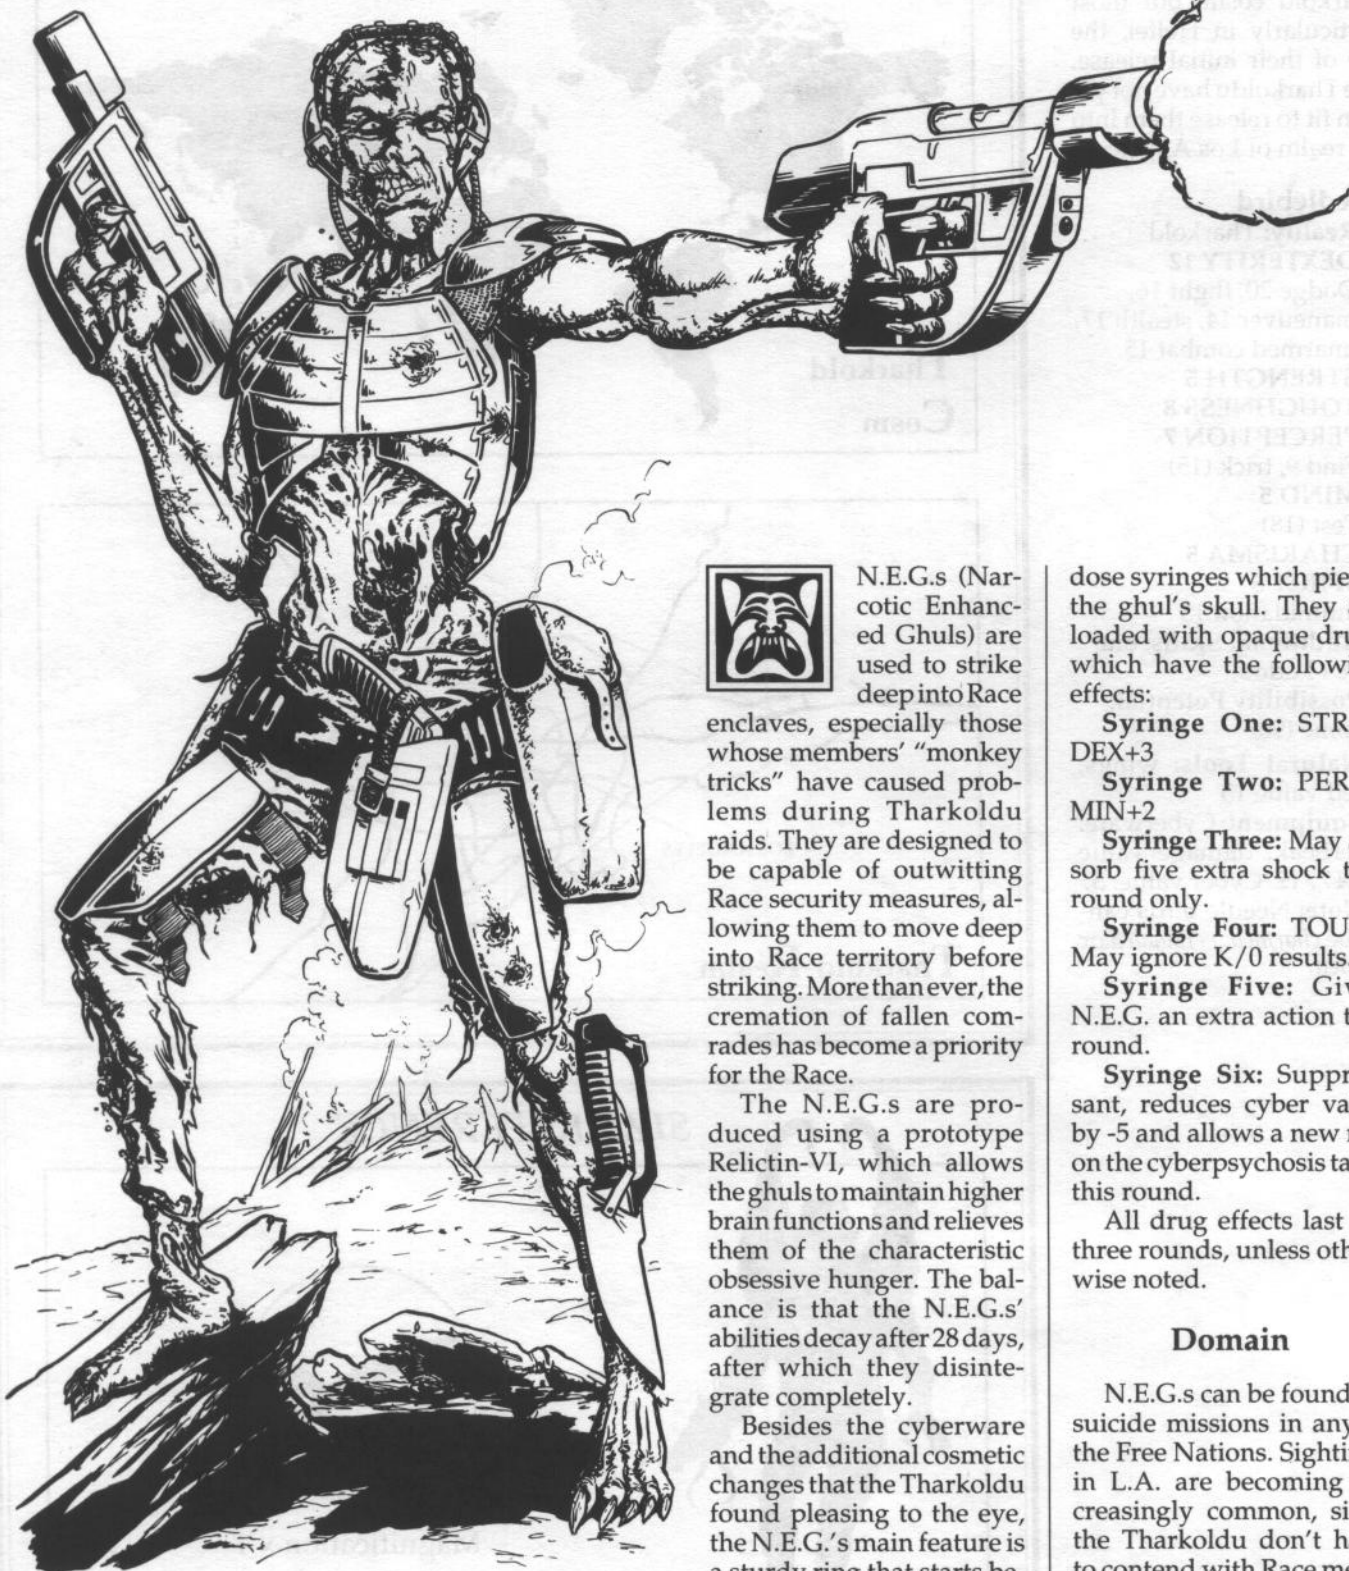 N.E.G.s (Nar-
cotic Enhanc-
ed Ghuls) are
used to strike
deep into Race
enclaves, especially those
whose members' "monkey
tricks" have caused prob-
lems during Tharkoldu
raids. They are designed to
be capable of outwitting
Race security measures, al-
lowing them to move deep
into Race territory before
striking. More than ever, the
cremation of fallen com-
rades has become a priority
for the Race.
The N.E.G.s are pro-
duced using a prototype
Relictin-VI, which allows
the ghuls to maintain higher
brain functions and relieves
them of the characteristic
obsessive hunger. The bal-
ance is that the N.E.G.s'
abilities decay after 28 days,
after which they disinte-
grate completely.
Besides the cyberware
and the additional cosmetic
changes that the Tharkoldu
found pleasing to the eye,
the N.E.G.'s main feature is
a sturdy ring that starts be-
dose syringes which pie
the ghul's skull. They
loaded with opaque dru
which have the followi
effects:
Syringe One: STR
DEX+3
Syringe Two: PER
MIN+2
Syringe Three: May
sorb five extra shock t
round only.
Syringe Four: TOU
May ignore K/0 results.
Syringe Five: Giv
N.E.G. an extra action t
round.
Syringe Six: Suppr
sant, reduces cyber va
by -5 and allows a new
on the cyberpsychosis ta
this round.
All drug effects last
three rounds, unless oth
wise noted.
Domain
N.E.G.s can be found
suicide missions in any
the Free Nations. Sighti
in L.A. are becoming
creasingly common, si
the Tharkoldu don't h
to contend with Race me